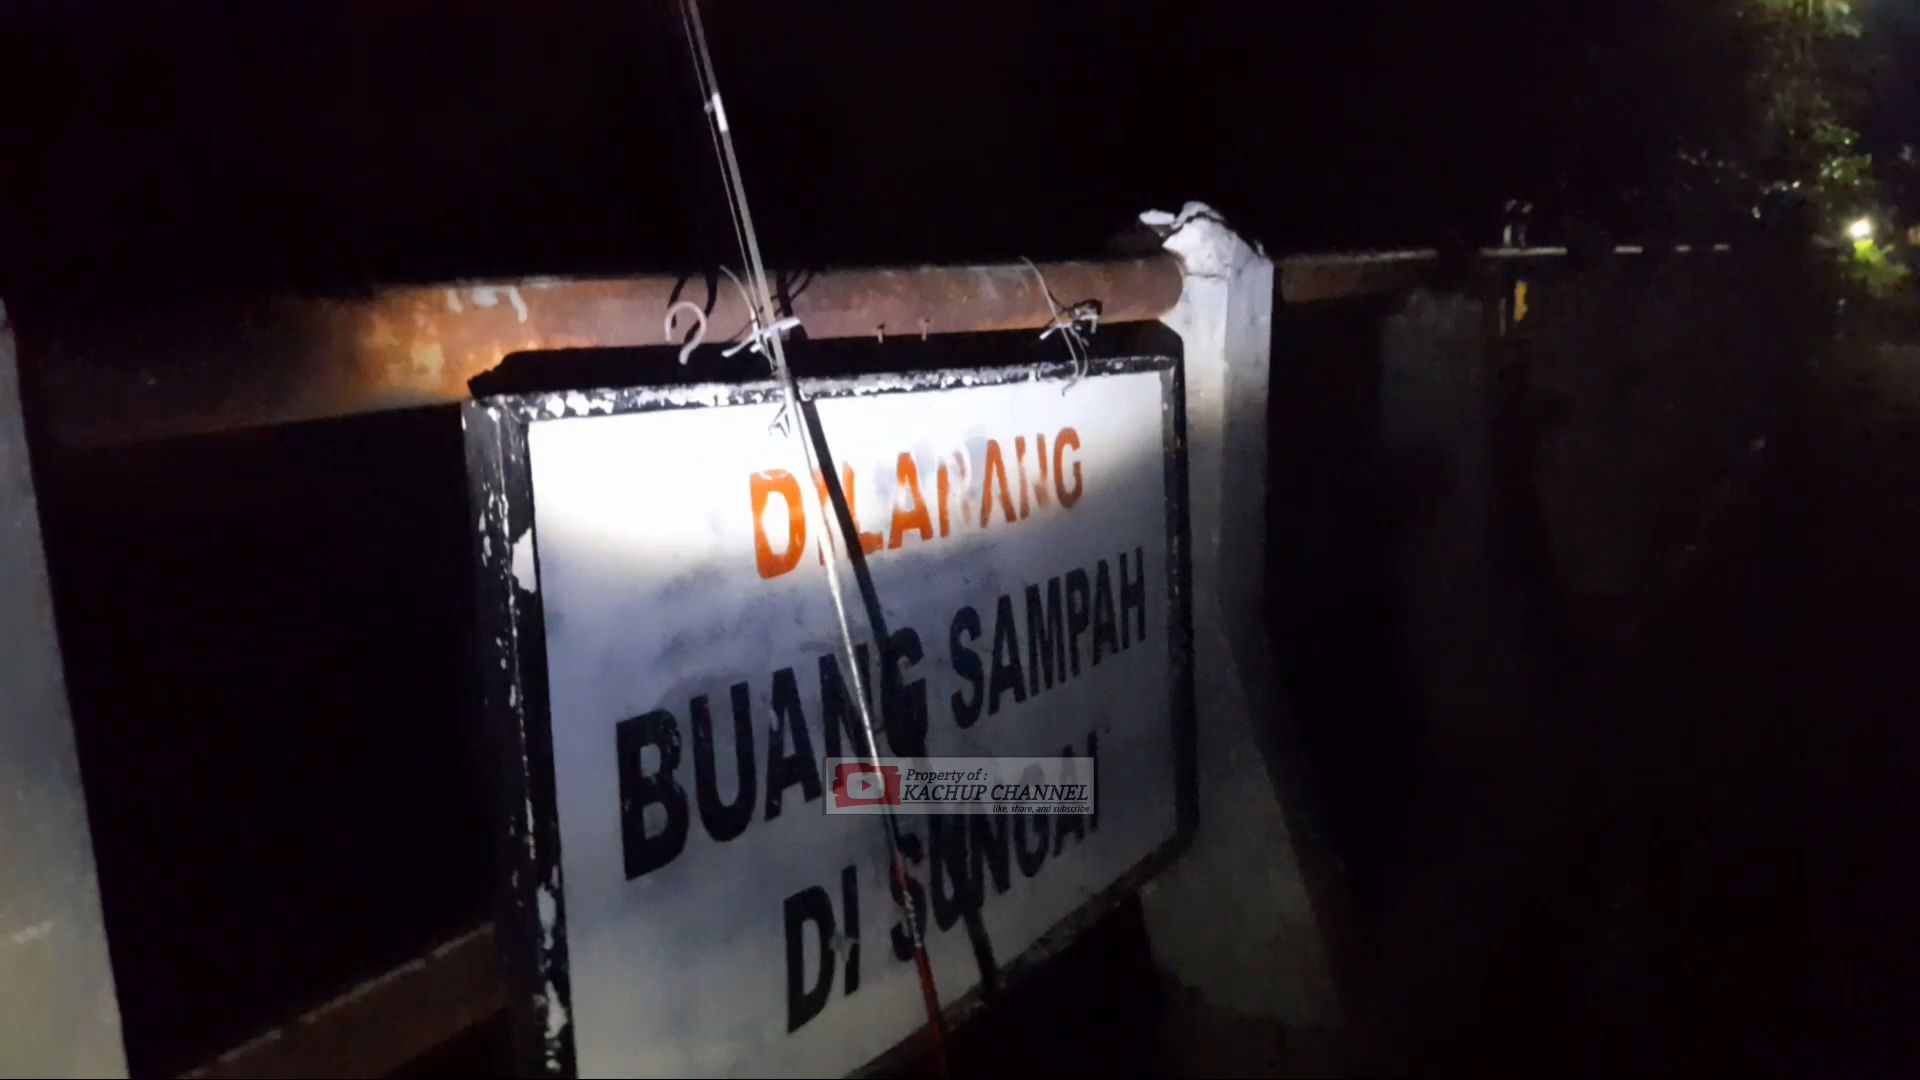 DILARANG
BUANG SAMPAH
DI SUNGAI
Property of :
KACHUP CHANNEL
like, share, and subscribe